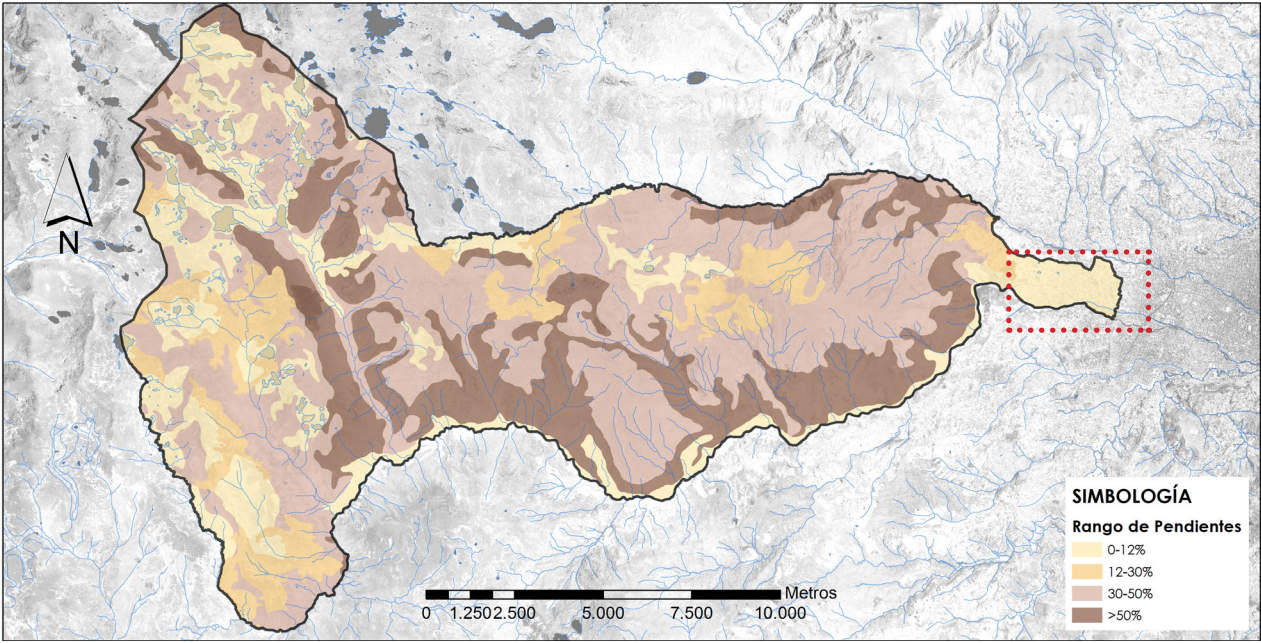 N
SIMBOLOGÍA
Rango de Pendientes
0-12%
12-30%
30-50%
>50%
Metros
0 1.250 2.500 5.000 7.500 10.000